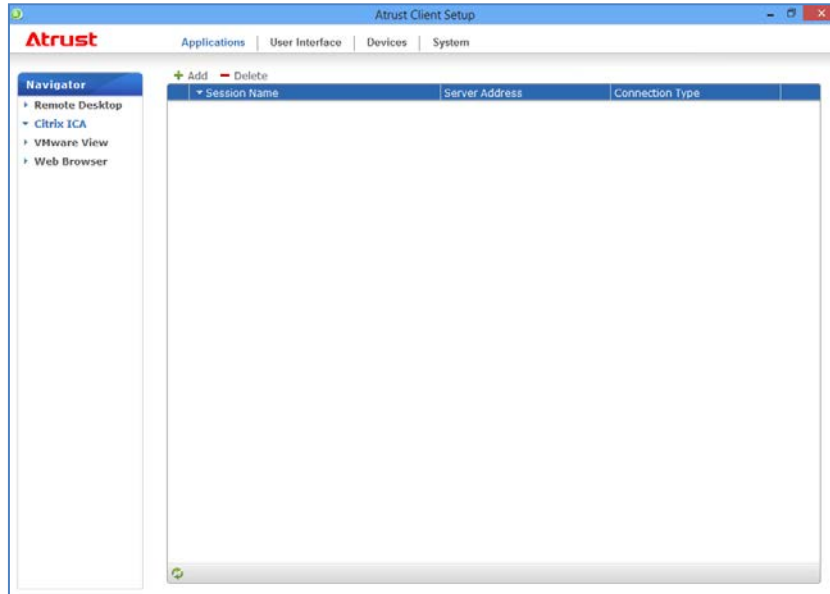 Atrust Client Setup
Atrust
Applications User Interface Devices System
Navigator
Remote Desktop
Citrix ICA
VMware View
Web Browser
Add Delete
Session Name Server Address Connection Type